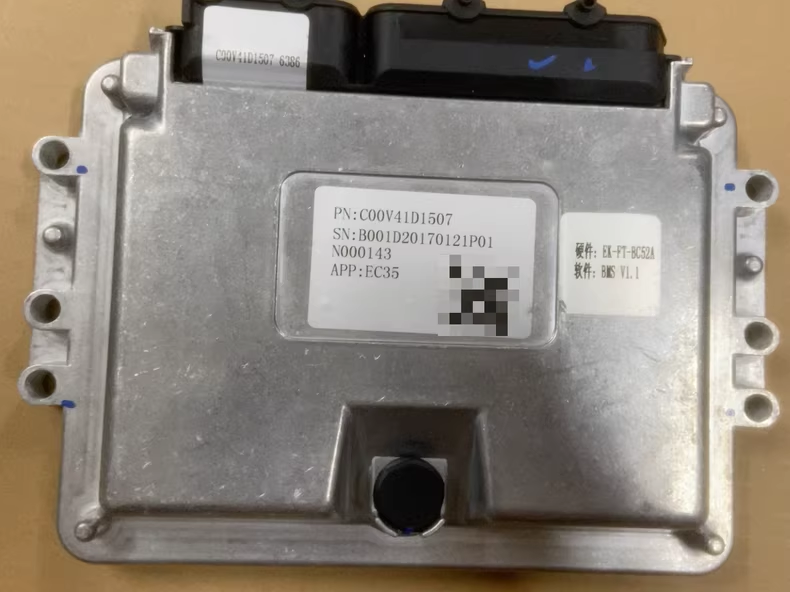 C00V41D1507 6386
PN:C00V41D1507
SN:B001D20170121P01
N000143
APP:EC35
硬件: EK-FT-BC52A
软件: BMS V1.1